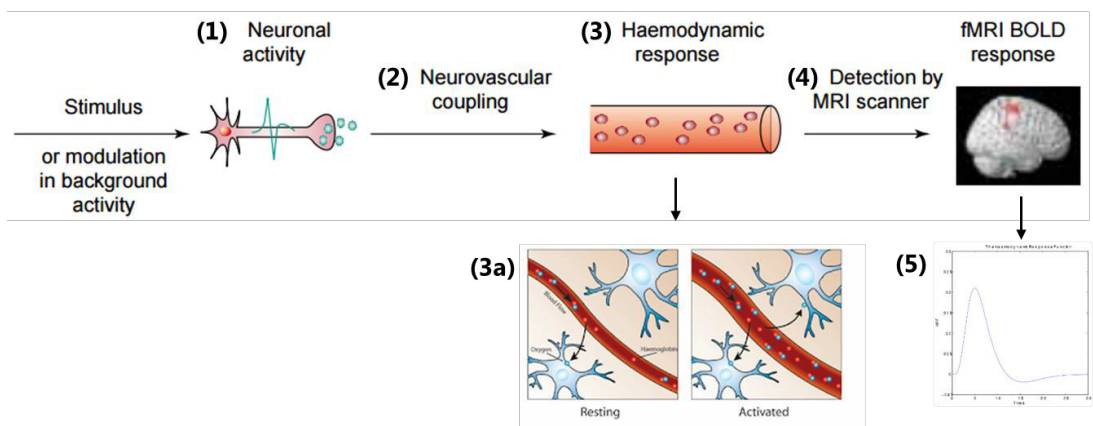 (1) Neuronal
activity
(2) Neurovascular
coupling
(3) Haemodynamic
response
(4) Detection by
MRI scanner
fMRI BOLD
response
Stimulus
or modulation
in background
activity
(3a)
Blood Flow
Oxygen
Haemoglobin
Resting
Activated
(5)